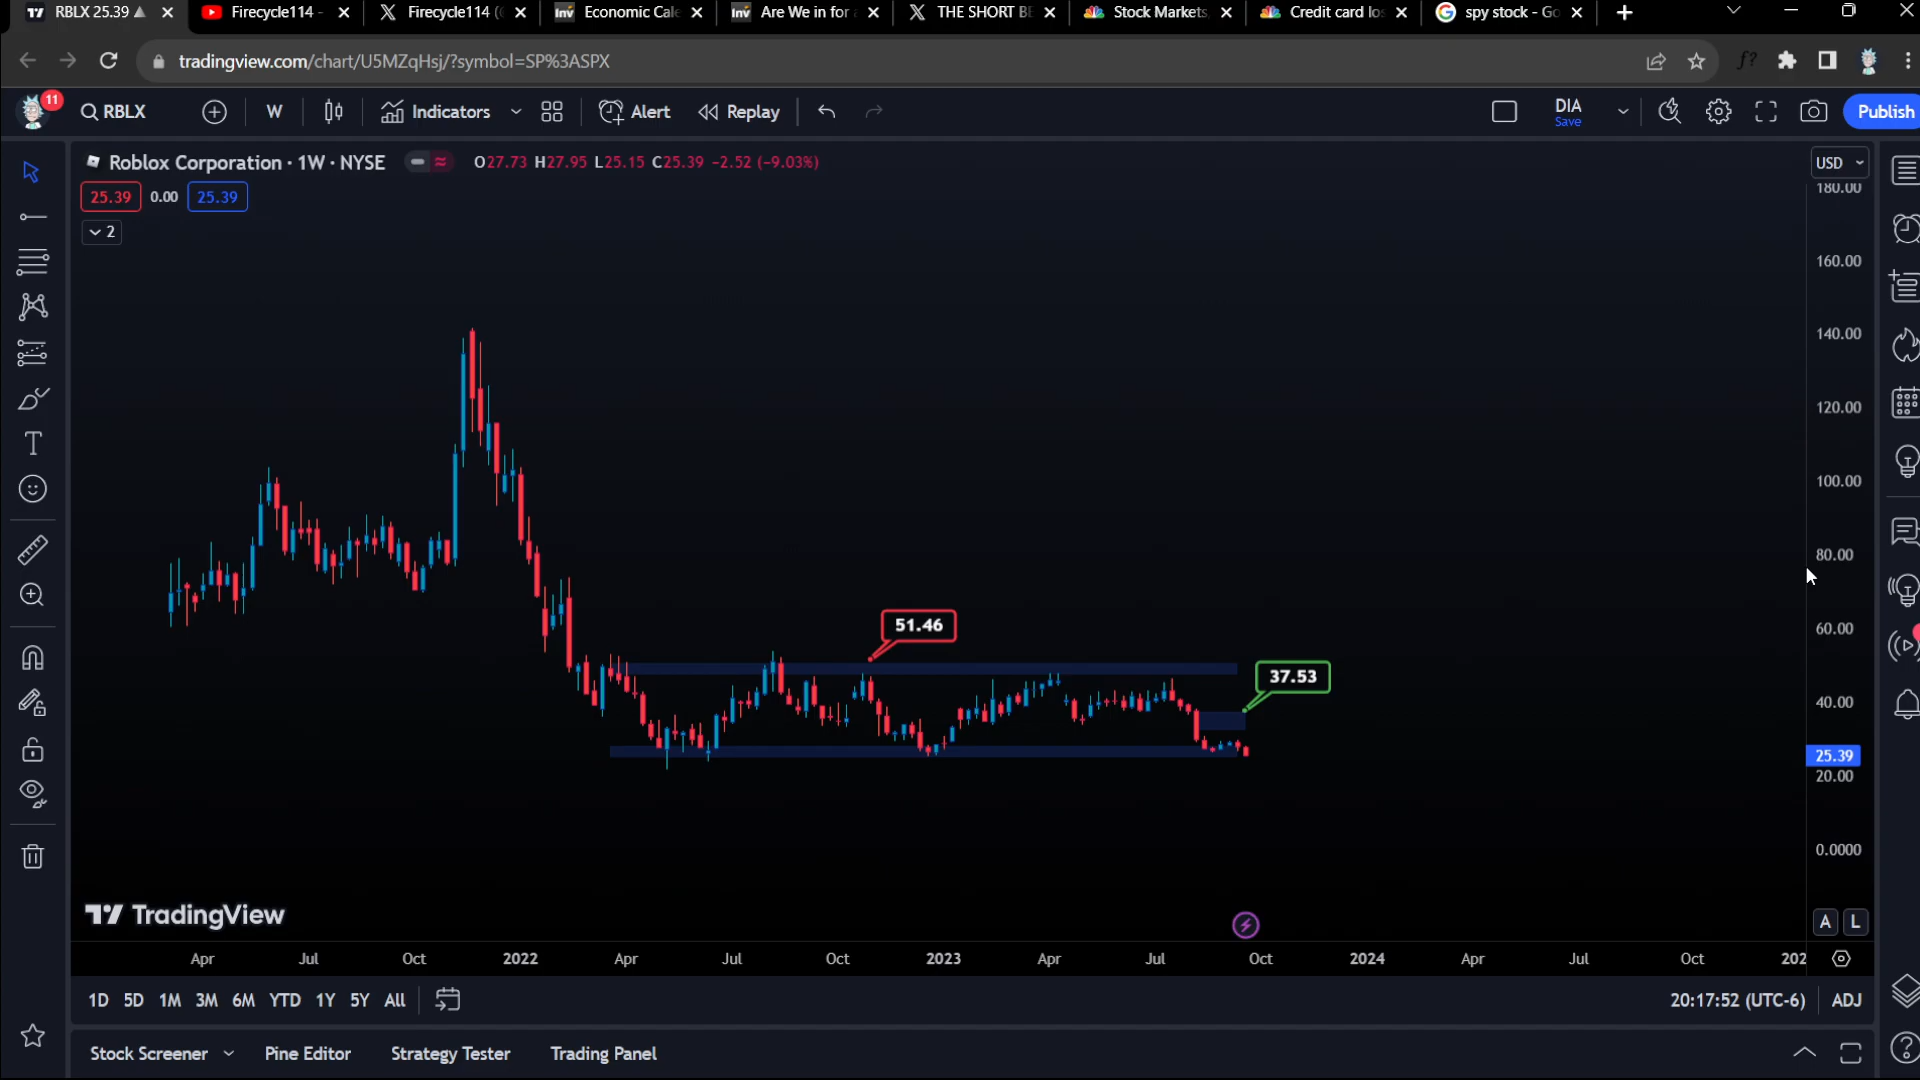 RBLX 25.39 ▲
Firecycle114 -
Firecycle114 (
Economic Cale
Are We in for
THE SHORT BE
Stock Markets,
Credit card los
spy stock - Go
tradingview.com/chart/U5MZqHsj/?symbol=SP%3ASPX
11
RBLX
W
Indicators
Alert
Replay
DIA
Save
Publish
Roblox Corporation · 1W · NYSE
O27.73 H27.95 L25.15 C25.39 −2.52 (−9.03%)
USD
25.39
0.00
25.39
2
180.00
160.00
140.00
120.00
100.00
80.00
60.00
40.00
25.39
20.00
0.0000
51.46
37.53
TradingView
A
L
Apr
Jul
Oct
2022
Apr
Jul
Oct
2023
Apr
Jul
Oct
2024
Apr
Jul
Oct
202
1D
5D
1M
3M
6M
YTD
1Y
5Y
All
20:17:52 (UTC-6)
ADJ
Stock Screener
Pine Editor
Strategy Tester
Trading Panel